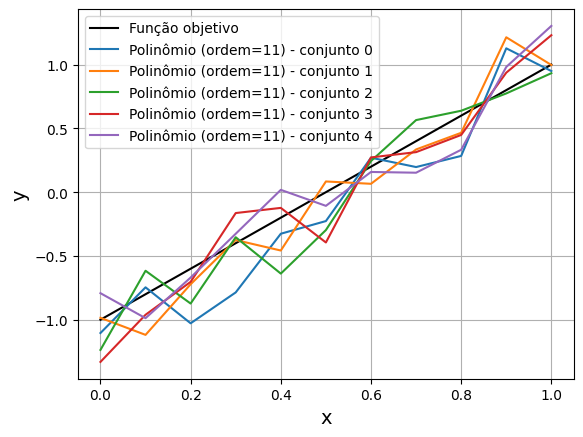 Função objetivo
Polinômio (ordem=11) - conjunto 0
Polinômio (ordem=11) - conjunto 1
Polinômio (ordem=11) - conjunto 2
Polinômio (ordem=11) - conjunto 3
Polinômio (ordem=11) - conjunto 4
1.0
0.5
0.0
−0.5
−1.0
y
0.0 0.2 0.4 0.6 0.8 1.0
x